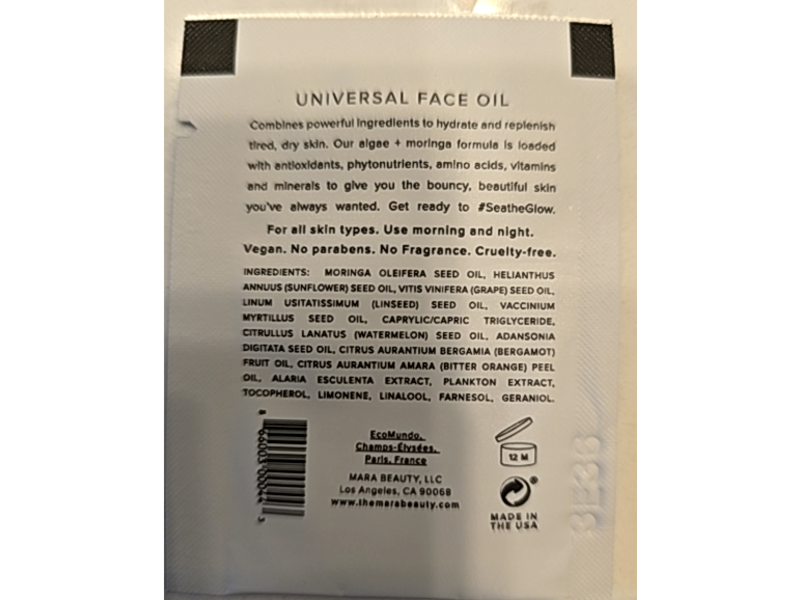 UNIVERSAL FACE OIL
Combines powerful ingredients to hydrate and replenish
tired, dry skin. Our algae + moringa formula is loaded
with antioxidants, phytonutrients, amino acids, vitamins
and minerals to give you the bouncy, beautiful skin
you've always wanted. Get ready to #SeatheGlow.
For all skin types. Use morning and night.
Vegan. No parabens. No Fragrance. Cruelty-free.
INGREDIENTS: MORINGA OLEIFERA SEED OIL, HELIANTHUS
ANNUUS (SUNFLOWER) SEED OIL, VITIS VINIFERA (GRAPE) SEED OIL,
LINUM USITATISSIMUM (LINSEED) SEED OIL, VACCINIUM
MYRTILLUS SEED OIL, CAPRYLIC/CAPRIC TRIGLYCERIDE,
CITRULLUS LANATUS (WATERMELON) SEED OIL, ADANSONIA
DIGITATA SEED OIL, CITRUS AURANTIUM BERGAMIA (BERGAMOT)
FRUIT OIL, CITRUS AURANTIUM AMARA (BITTER ORANGE) PEEL
OIL, ALARIA ESCULENTA EXTRACT, PLANKTON EXTRACT,
TOCOPHEROL, LIMONENE, LINALOOL, FARNESOL, GERANIOL.
EcoMundo,
Champs-Élysées,
Paris, France
MARA BEAUTY, LLC
Los Angeles, CA 90068
www.themarabeauty.com
12 M
MADE IN
THE USA